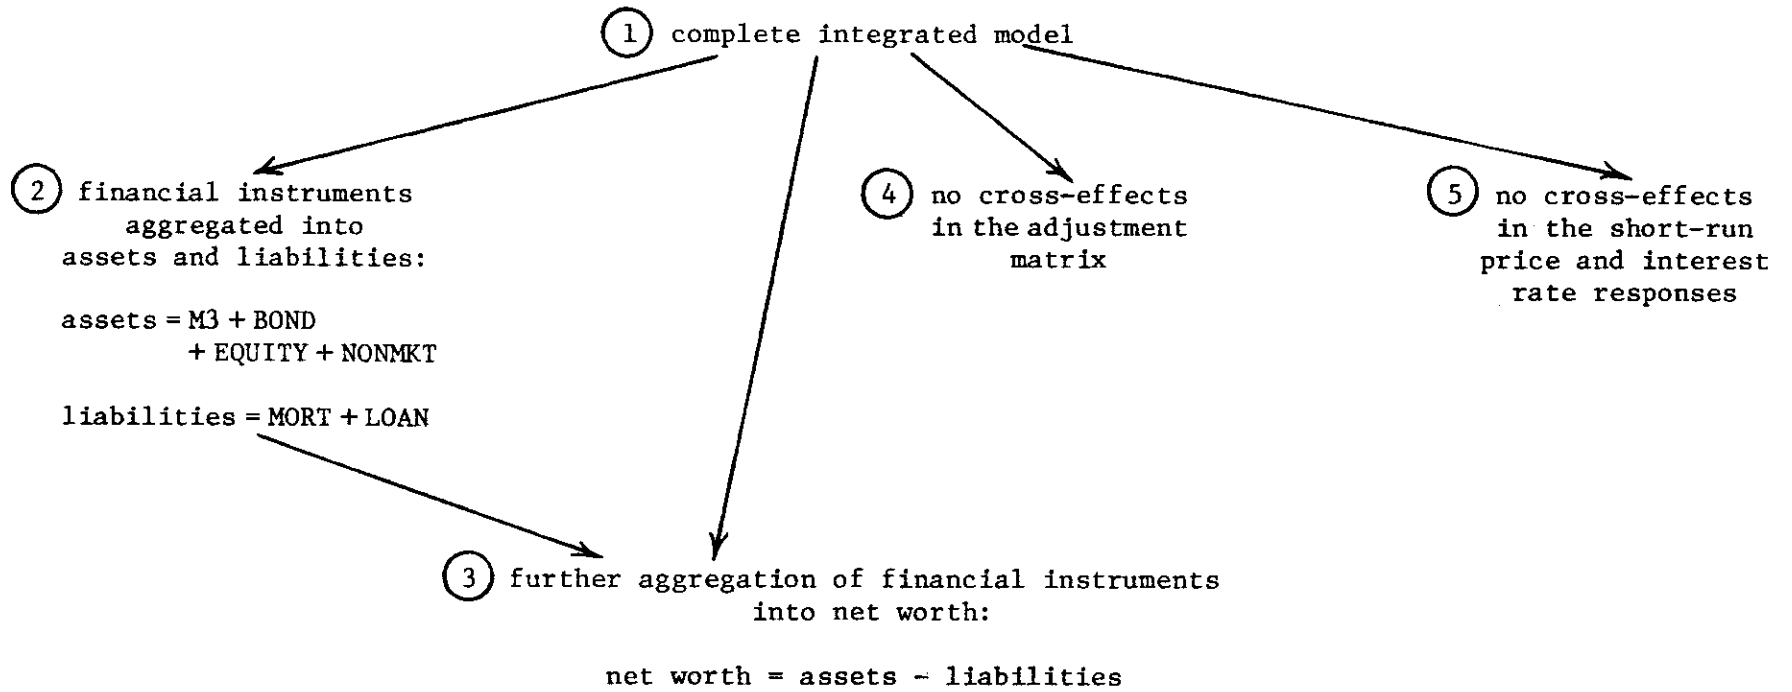 1 complete integrated model
2 financial instruments
aggregated into
assets and liabilities:
assets = M3 + BOND
+ EQUITY + NONMKT
liabilities = MORT + LOAN
4 no cross-effects
in the adjustment
matrix
5 no cross-effects
in the short-run
price and interest
rate responses
3 further aggregation of financial instruments
into net worth:
net worth = assets - liabilities